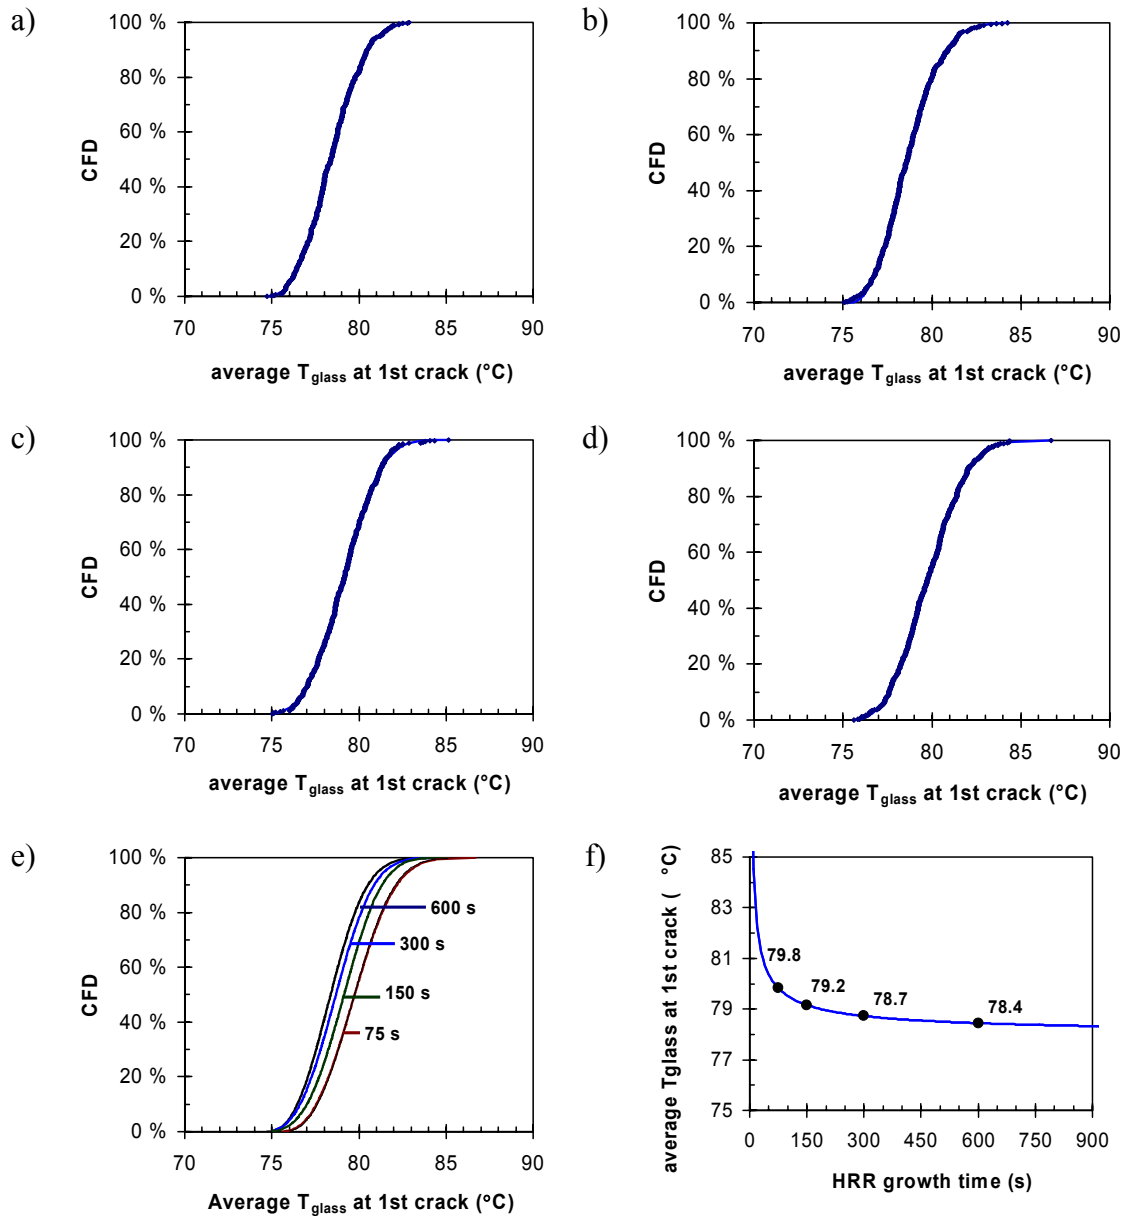 a)
100 %
80 %
60 %
40 %
20 %
0 %
CFD
70 75 80 85 90
average Tglass at 1st crack (°C)
b)
100 %
80 %
60 %
40 %
20 %
0 %
CFD
70 75 80 85 90
average Tglass at 1st crack (°C)
c)
100 %
80 %
60 %
40 %
20 %
0 %
CFD
70 75 80 85 90
average Tglass at 1st crack (°C)
d)
100 %
80 %
60 %
40 %
20 %
0 %
CFD
70 75 80 85 90
average Tglass at 1st crack (°C)
e)
100 %
80 %
60 %
40 %
20 %
0 %
CFD
600 s
300 s
150 s
75 s
70 75 80 85 90
Average Tglass at 1st crack (°C)
f)
85
83
81
79
77
75
average Tglass at 1st crack ( °C)
79.8
79.2
78.7
78.4
0 150 300 450 600 750 900
HRR growth time (s)